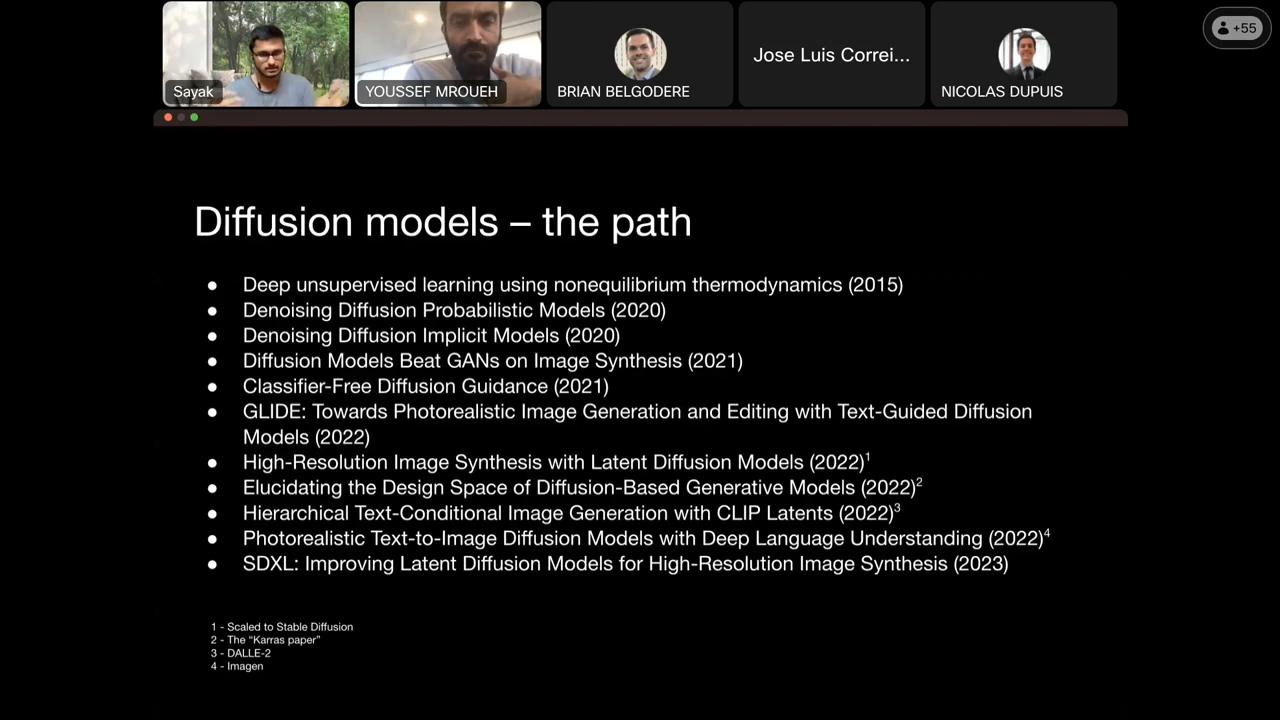 +55
Sayak
YOUSSEF MROUEH
BRIAN BELGODERE
Jose Luis Correi...
NICOLAS DUPUIS
Diffusion models – the path
● Deep unsupervised learning using nonequilibrium thermodynamics (2015)
● Denoising Diffusion Probabilistic Models (2020)
● Denoising Diffusion Implicit Models (2020)
● Diffusion Models Beat GANs on Image Synthesis (2021)
● Classifier-Free Diffusion Guidance (2021)
● GLIDE: Towards Photorealistic Image Generation and Editing with Text-Guided Diffusion
Models (2022)
● High-Resolution Image Synthesis with Latent Diffusion Models (2022)¹
● Elucidating the Design Space of Diffusion-Based Generative Models (2022)²
● Hierarchical Text-Conditional Image Generation with CLIP Latents (2022)³
● Photorealistic Text-to-Image Diffusion Models with Deep Language Understanding (2022)⁴
● SDXL: Improving Latent Diffusion Models for High-Resolution Image Synthesis (2023)
1 - Scaled to Stable Diffusion
2 - The “Karras paper”
3 - DALLE-2
4 - Imagen